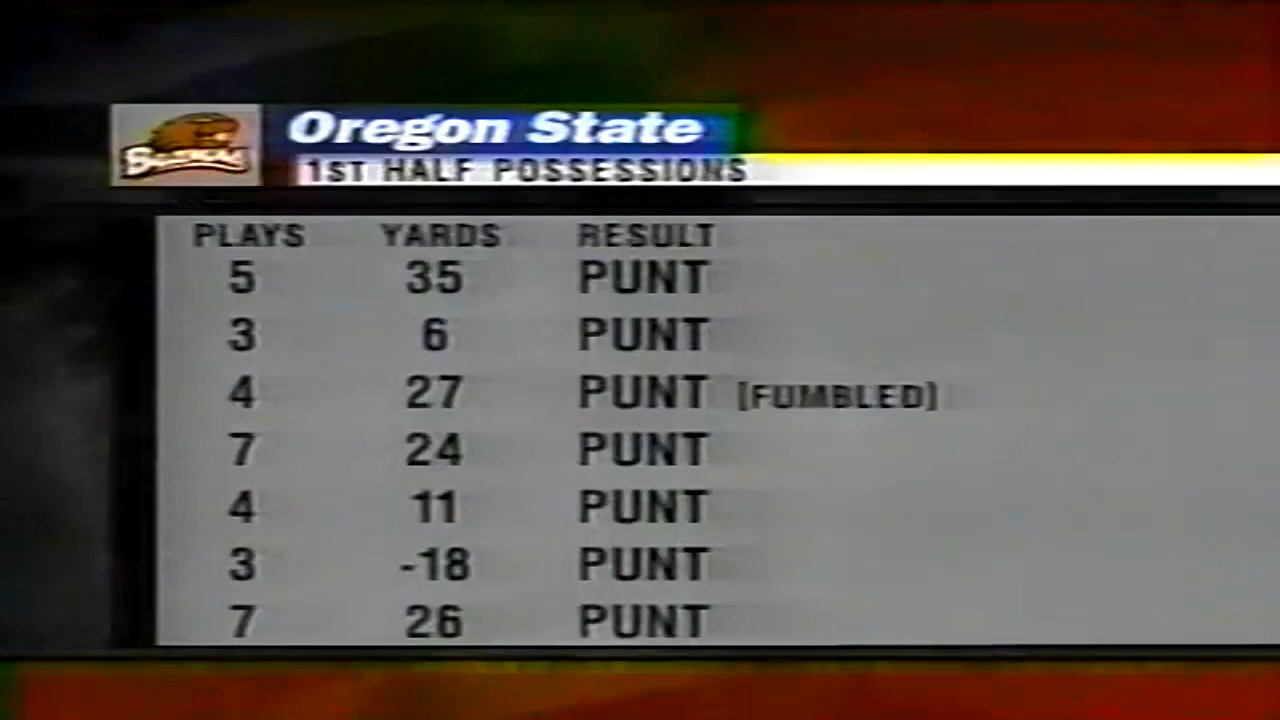 BEAVERS
Oregon State
1ST HALF POSSESSIONS
PLAYS YARDS RESULT
5 35 PUNT
3 6 PUNT
4 27 PUNT [FUMBLED]
7 24 PUNT
4 11 PUNT
3 -18 PUNT
7 26 PUNT